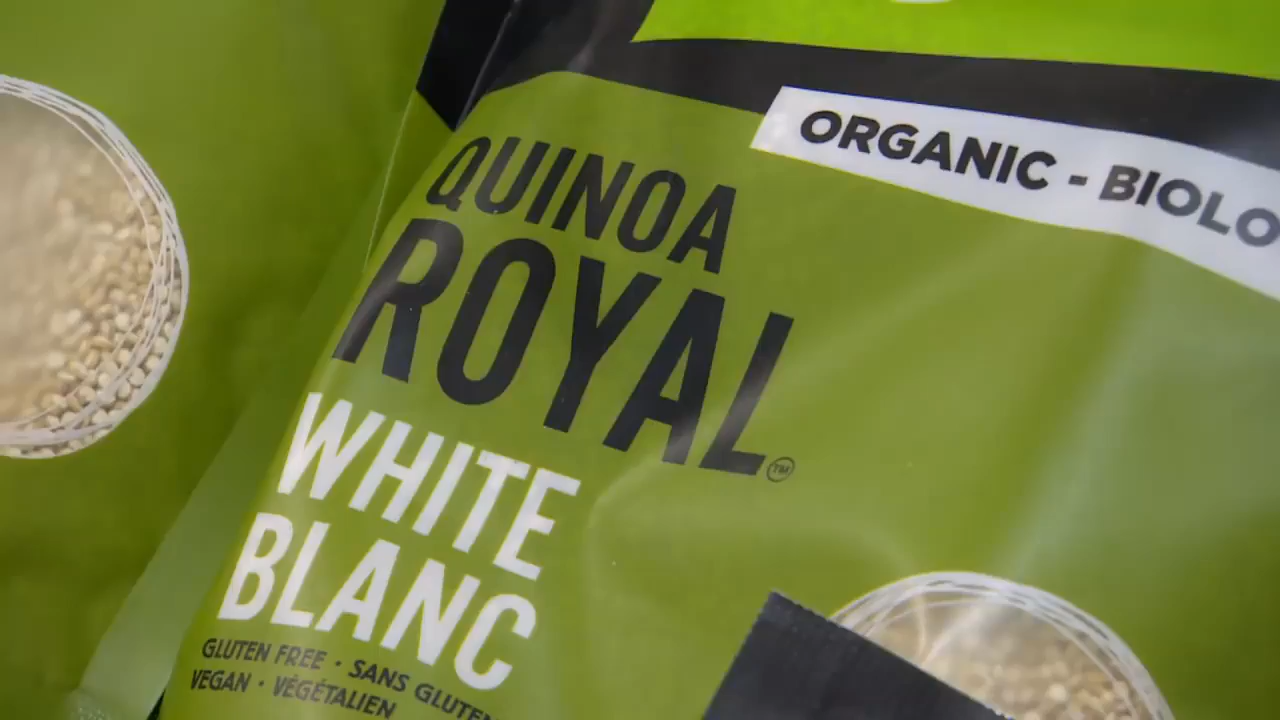 ORGANIC - BIOLO
QUINOA
ROYAL
TM
WHITE
BLANC
GLUTEN FREE · SANS GLUTEN
VEGAN · VÉGÉTALIEN